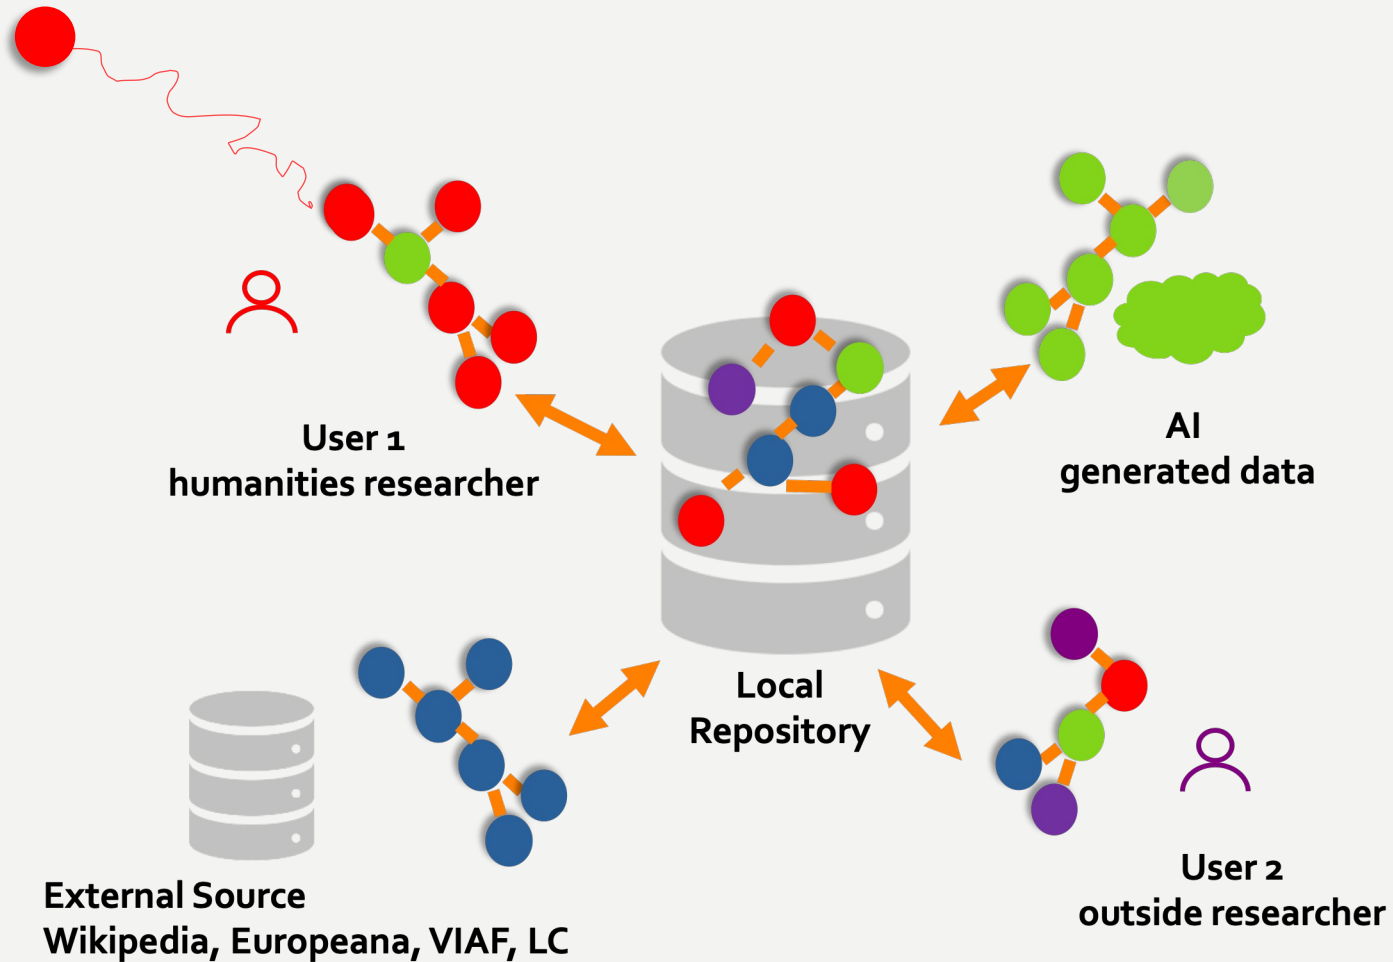 User 1
humanities researcher
AI
generated data
Local
Repository
External Source
Wikipedia, Europeana, VIAF, LC
User 2
outside researcher